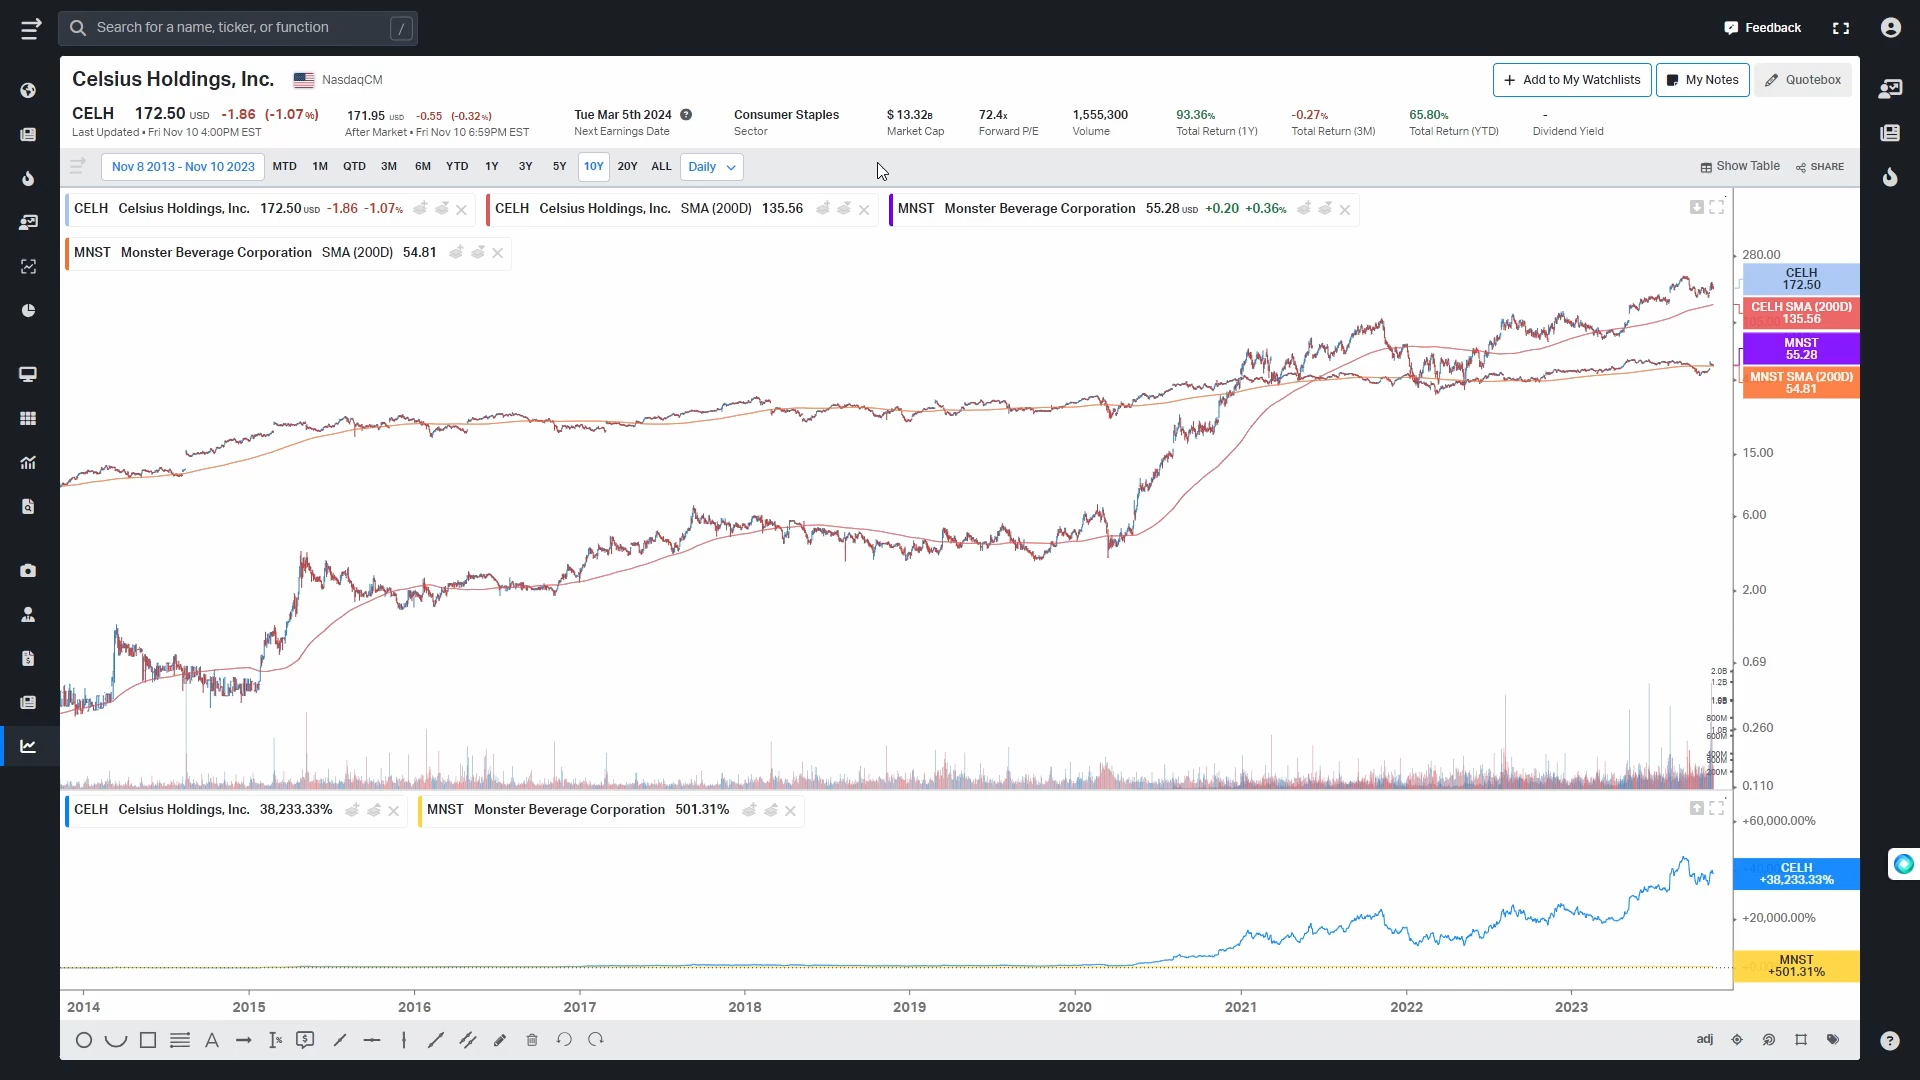 Search for a name, ticker, or function /
Feedback
Celsius Holdings, Inc. NasdaqCM
Add to My Watchlists My Notes Quotebox
CELH 172.50 USD -1.86 (-1.07%) 171.95 USD -0.55 (-0.32%) Tue Mar 5th 2024 ? Consumer Staples $ 13.32B 72.4x 1,555,300 93.36% -0.27% 65.80% -
Last Updated • Fri Nov 10 4:00PM EST After Market • Fri Nov 10 6:59PM EST Next Earnings Date Sector Market Cap Forward P/E Volume Total Return (1Y) Total Return (3M) Total Return (YTD) Dividend Yield
Nov 8 2013 - Nov 10 2023 MTD 1M QTD 3M 6M YTD 1Y 3Y 5Y 10Y 20Y ALL Daily Show Table SHARE
CELH Celsius Holdings, Inc. 172.50 USD -1.86 -1.07% CELH Celsius Holdings, Inc. SMA (200D) 135.56 MNST Monster Beverage Corporation 55.28 USD +0.20 +0.36%
MNST Monster Beverage Corporation SMA (200D) 54.81
280.00
CELH
172.50
CELH SMA (200D)
135.56
MNST
55.28
MNST SMA (200D)
54.81
15.00
6.00
2.00
0.69
2.0B
1.2B
0.260
800M
0.110
CELH Celsius Holdings, Inc. 38,233.33% MNST Monster Beverage Corporation 501.31%
+60,000.00%
CELH
+38,233.33%
+20,000.00%
MNST
+501.31%
2014 2015 2016 2017 2018 2019 2020 2021 2022 2023
A % $ adj ?